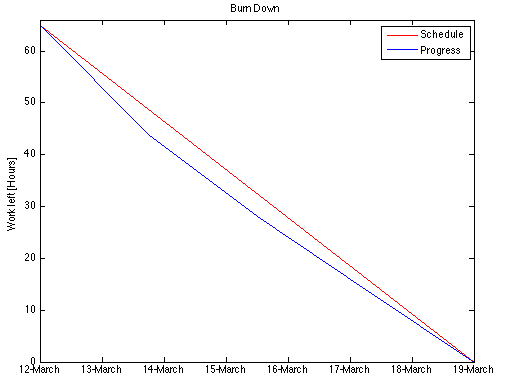 Burn Down
Schedule
Progress
Work left [Hours]
60
50
40
30
20
10
0
12-March 13-March 14-March 15-March 16-March 17-March 18-March 19-March